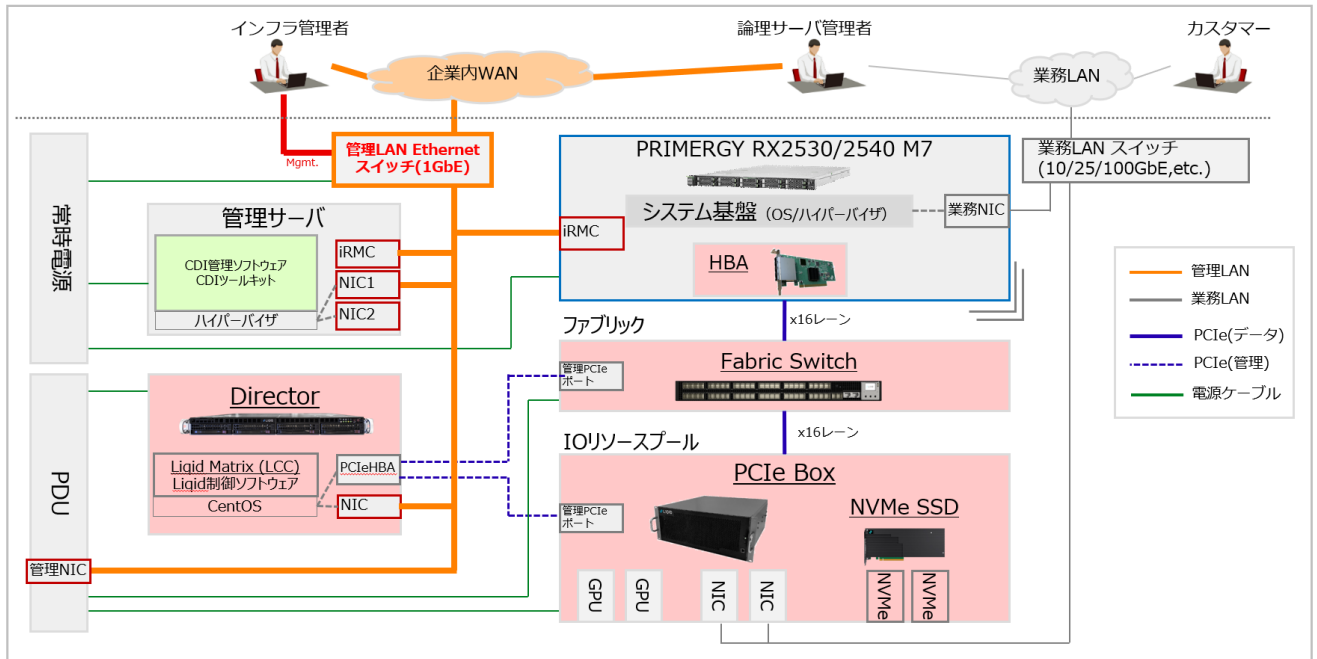 インフラ管理者
論理サーバ管理者
カスタマー
企業内WAN
業務LAN
Mgmt.
管理LAN Ethernet
スイッチ(1GbE)
PRIMERGY RX2530/2540 M7
業務LAN スイッチ
(10/25/100GbE,etc.)
常時電源
管理サーバ
CDI管理ソフトウェア
CDIツールキット
ハイパーバイザ
iRMC
NIC1
NIC2
iRMC
システム基盤（OS/ハイパーバイザ）
業務NIC
HBA
x16レーン
管理LAN
業務LAN
PCIe(データ)
PCIe(管理)
電源ケーブル
ファブリック
Fabric Switch
管理PCIe
ポート
x16レーン
PDU
管理NIC
Director
Liqid Matrix (LCC)
Liqid制御ソフトウェア
CentOS
PCIeHBA
NIC
IOリソースプール
PCIe Box
管理PCIe
ポート
NVMe SSD
GPU
GPU
NIC
NIC
NVMe
NVMe